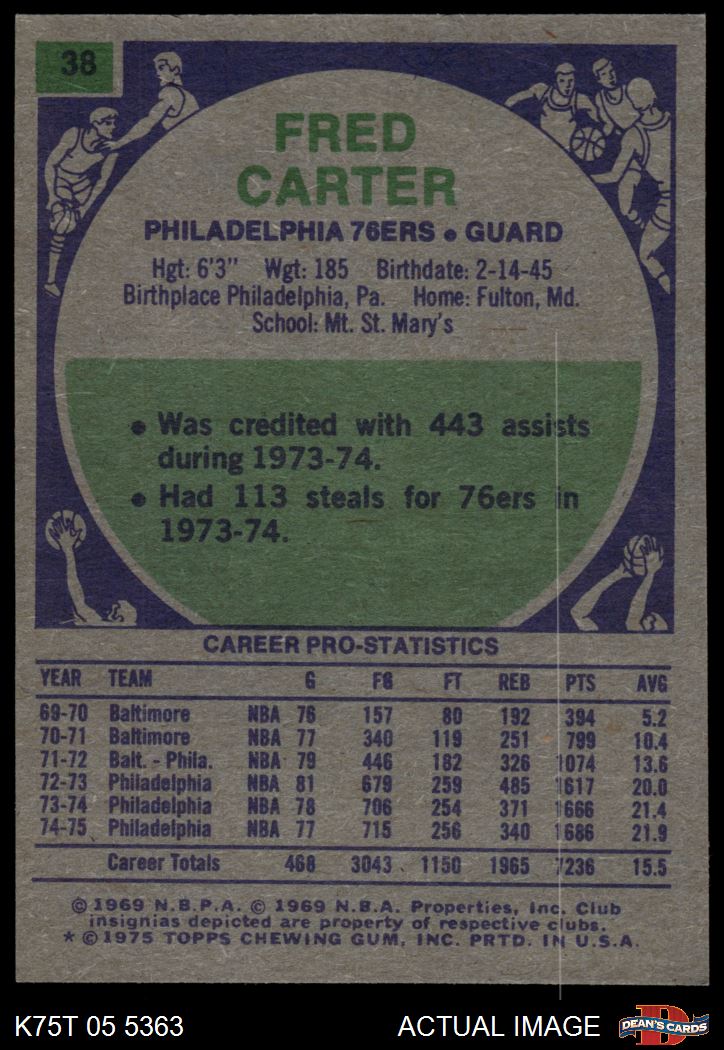 38
FRED
CARTER
PHILADELPHIA 76ERS • GUARD
Hgt: 6'3" Wgt: 185 Birthdate: 2-14-45
Birthplace Philadelphia, Pa. Home: Fulton, Md.
School: Mt. St. Mary's
• Was credited with 443 assists
during 1973-74.
• Had 113 steals for 76ers in
1973-74.
CAREER PRO-STATISTICS
YEAR TEAM G FG FT REB PTS AVG
69-70 Baltimore NBA 76 157 80 192 394 5.2
70-71 Baltimore NBA 77 340 119 251 799 10.4
71-72 Balt. - Phila. NBA 79 446 182 326 1074 13.6
72-73 Philadelphia NBA 81 679 259 485 1617 20.0
73-74 Philadelphia NBA 78 706 254 371 1666 21.4
74-75 Philadelphia NBA 77 715 256 340 1686 21.9
Career Totals 468 3043 1150 1965 7236 15.5
© 1969 N.B.P.A. © 1969 N.B.A. Properties, Inc. Club
insignias depicted are property of respective clubs.
* © 1975 TOPPS CHEWING GUM, INC. PRTD. IN U.S.A.
K75T 05 5363 ACTUAL IMAGE D
DEAN'S CARDS